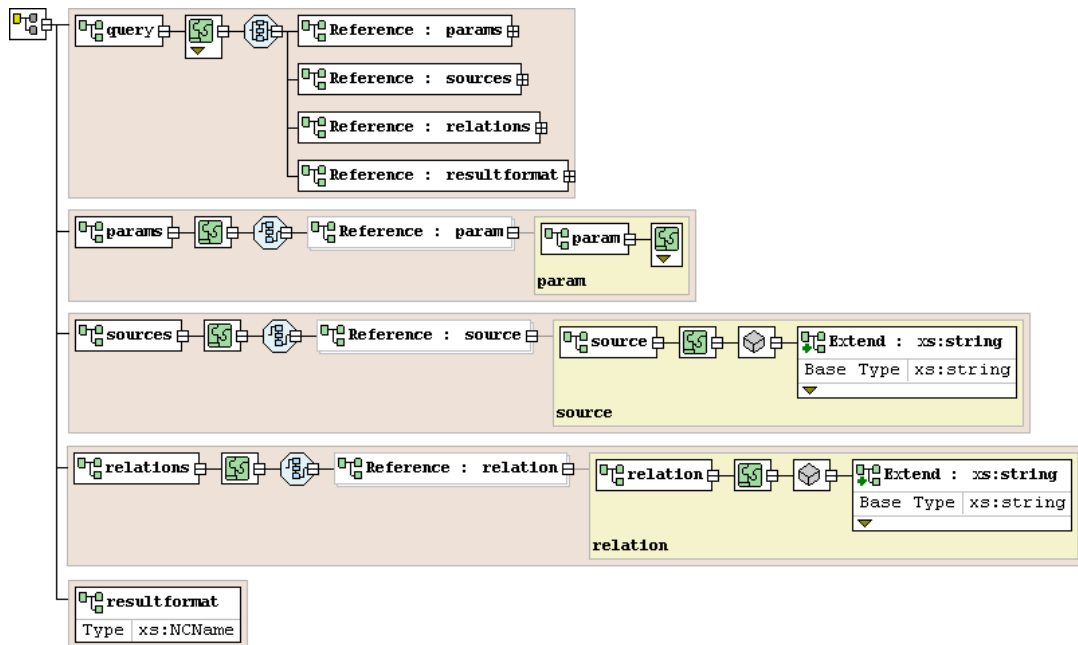 query
Reference : params
Reference : sources
Reference : relations
Reference : resultformat
params
Reference : param
param
param
sources
Reference : source
source
Extend : xs:string
Base Type xs:string
source
relations
Reference : relation
relation
Extend : xs:string
Base Type xs:string
relation
resultformat
Type xs:NCName